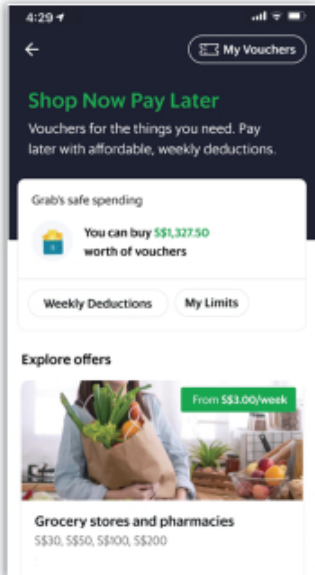 4:29
My Vouchers
Shop Now Pay Later
Vouchers for the things you need. Pay
later with affordable, weekly deductions.
Grab's safe spending
You can buy S$1,327.50
worth of vouchers
Weekly Deductions
My Limits
Explore offers
From S$3.00/week
Grocery stores and pharmacies
S$30, S$50, S$100, S$200